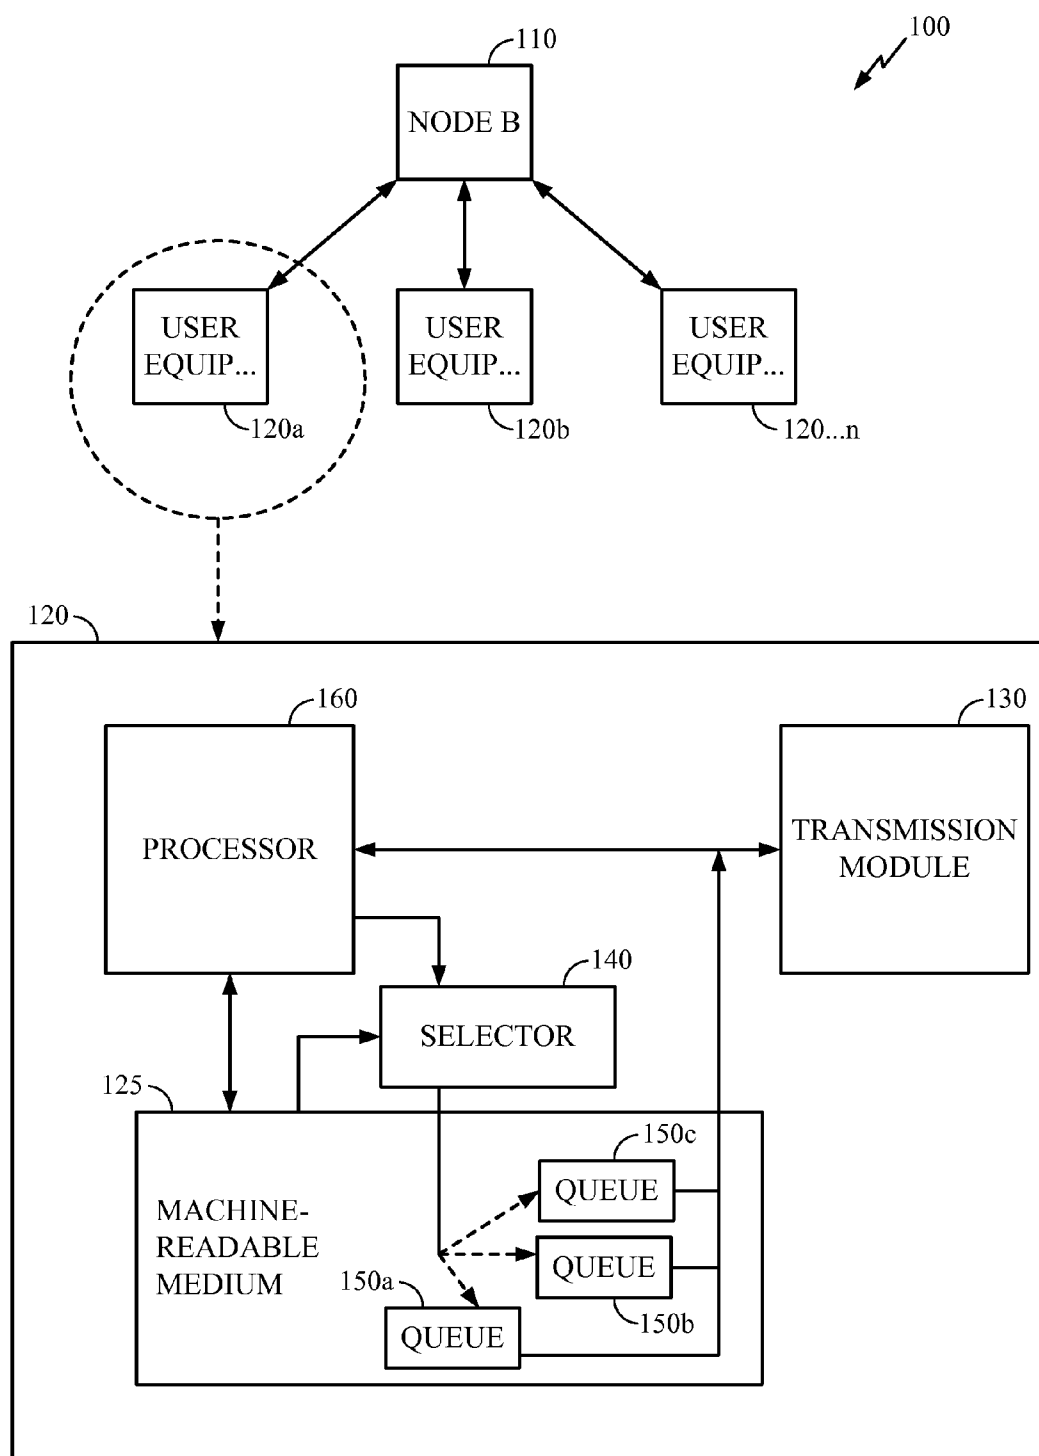 100
110
NODE B
USER
EQUIP...
120a
USER
EQUIP...
120b
USER
EQUIP...
120...n
120
160
PROCESSOR
130
TRANSMISSION
MODULE
140
SELECTOR
125
MACHINE-
READABLE
MEDIUM
150c
QUEUE
QUEUE
150b
150a
QUEUE